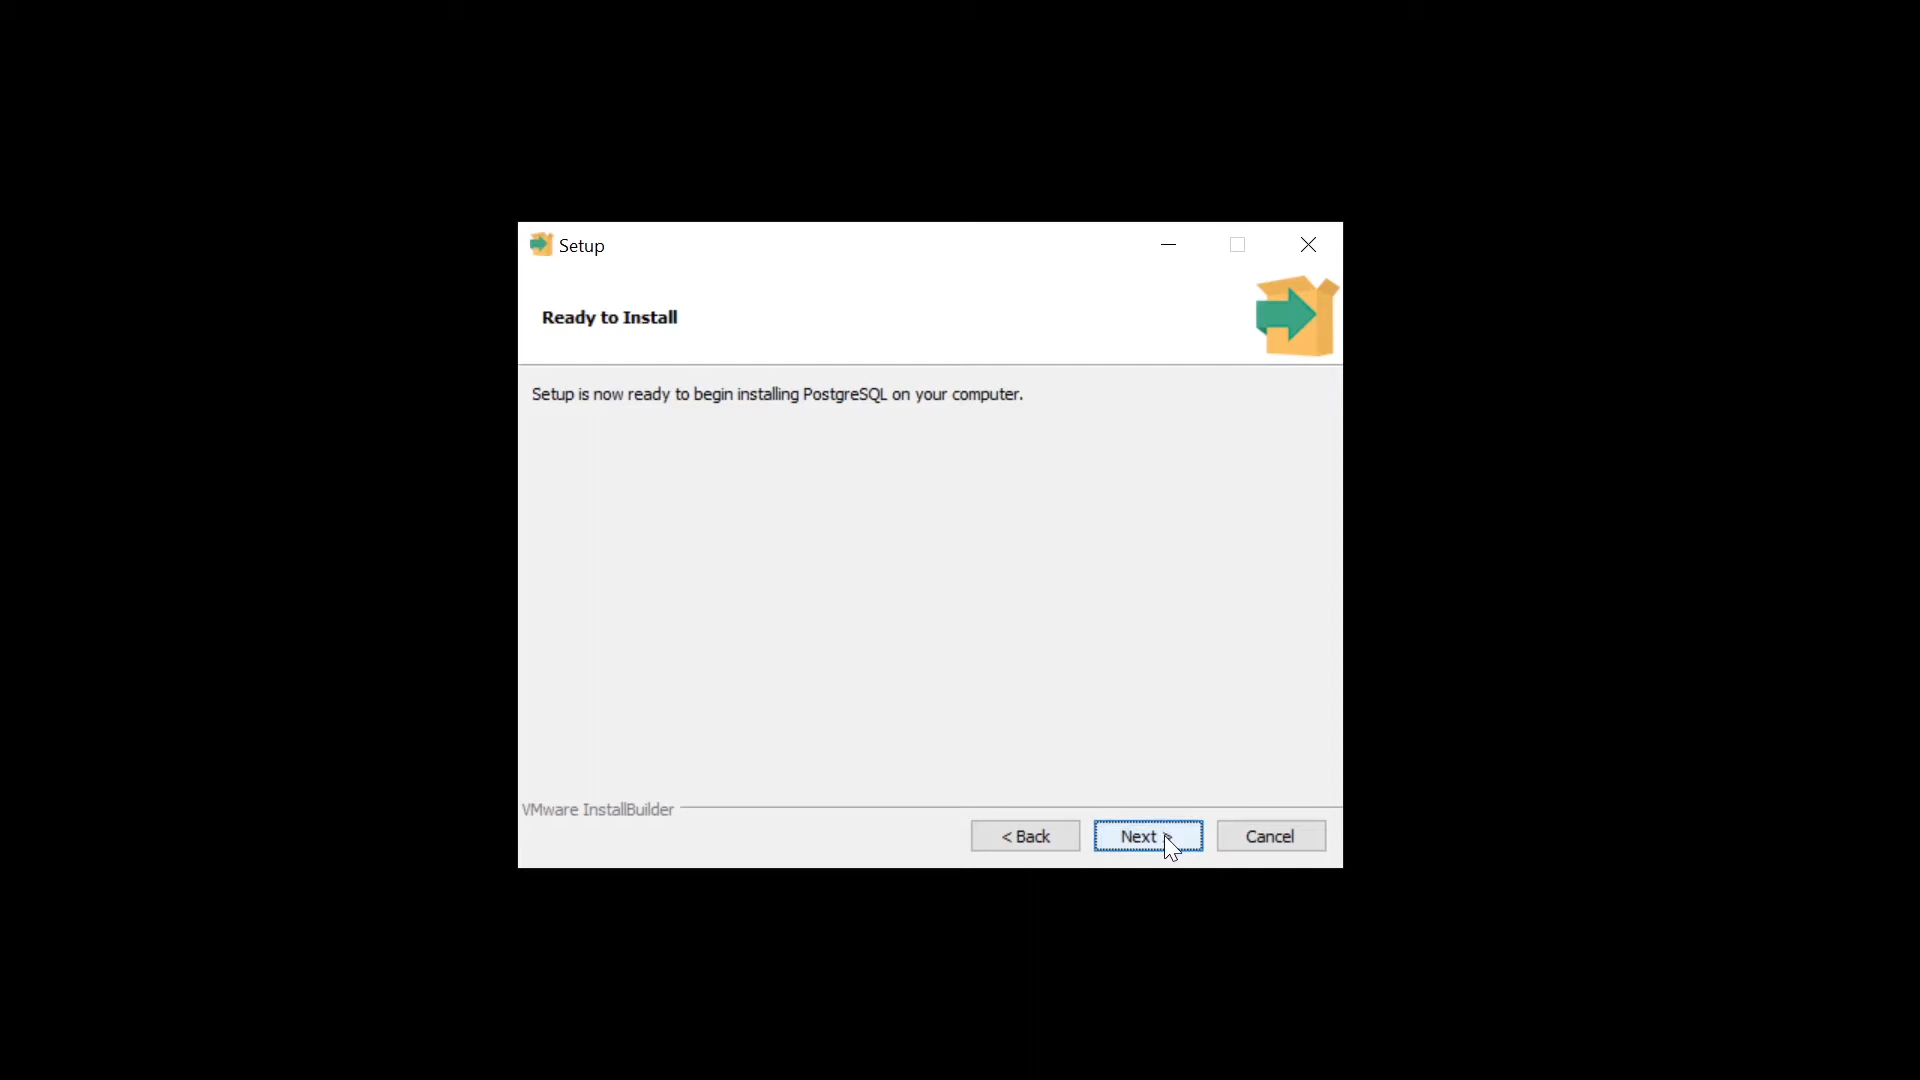 Setup
Ready to Install
Setup is now ready to begin installing PostgreSQL on your computer.
VMware InstallBuilder
< Back
Next >
Cancel